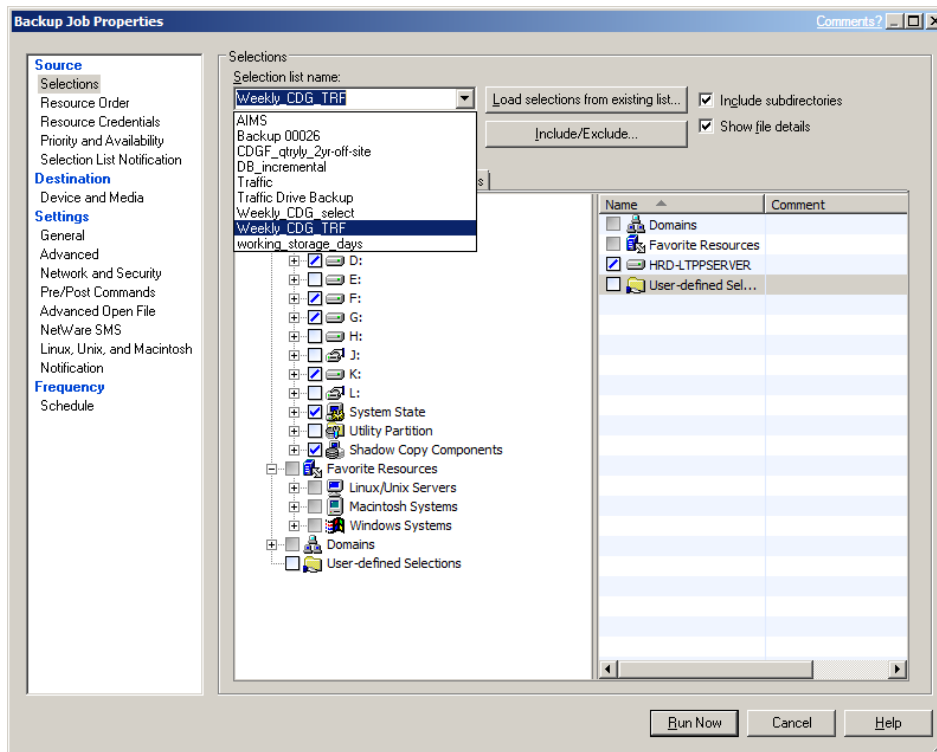 Backup Job Properties
Comments?
Source
Selections
Resource Order
Resource Credentials
Priority and Availability
Selection List Notification
Destination
Device and Media
Settings
General
Advanced
Network and Security
Pre/Post Commands
Advanced Open File
NetWare SMS
Linux, Unix, and Macintosh
Notification
Frequency
Schedule
Selections
Selection list name:
Weekly_CDG_TRF
Load selections from existing list...
Include subdirectories
Include/Exclude...
Show file details
AIMS
Backup 00026
CDGF_qtryly_2yr-off-site
DB_incremental
Traffic
Traffic Drive Backup
Weekly_CDG_select
Weekly_CDG_TRF
working_storage_days
s
D:
E:
F:
G:
H:
J:
K:
L:
System State
Utility Partition
Shadow Copy Components
Favorite Resources
Linux/Unix Servers
Macintosh Systems
Windows Systems
Domains
User-defined Selections
Name Comment
Domains
Favorite Resources
HRD-LTPPSERVER
User-defined Sel...
Run Now Cancel Help